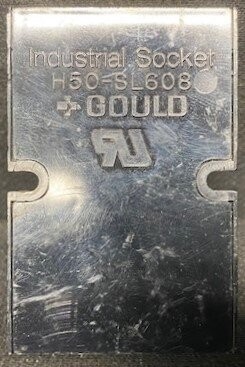 Industrial Socket
H50-SL608
GOULD